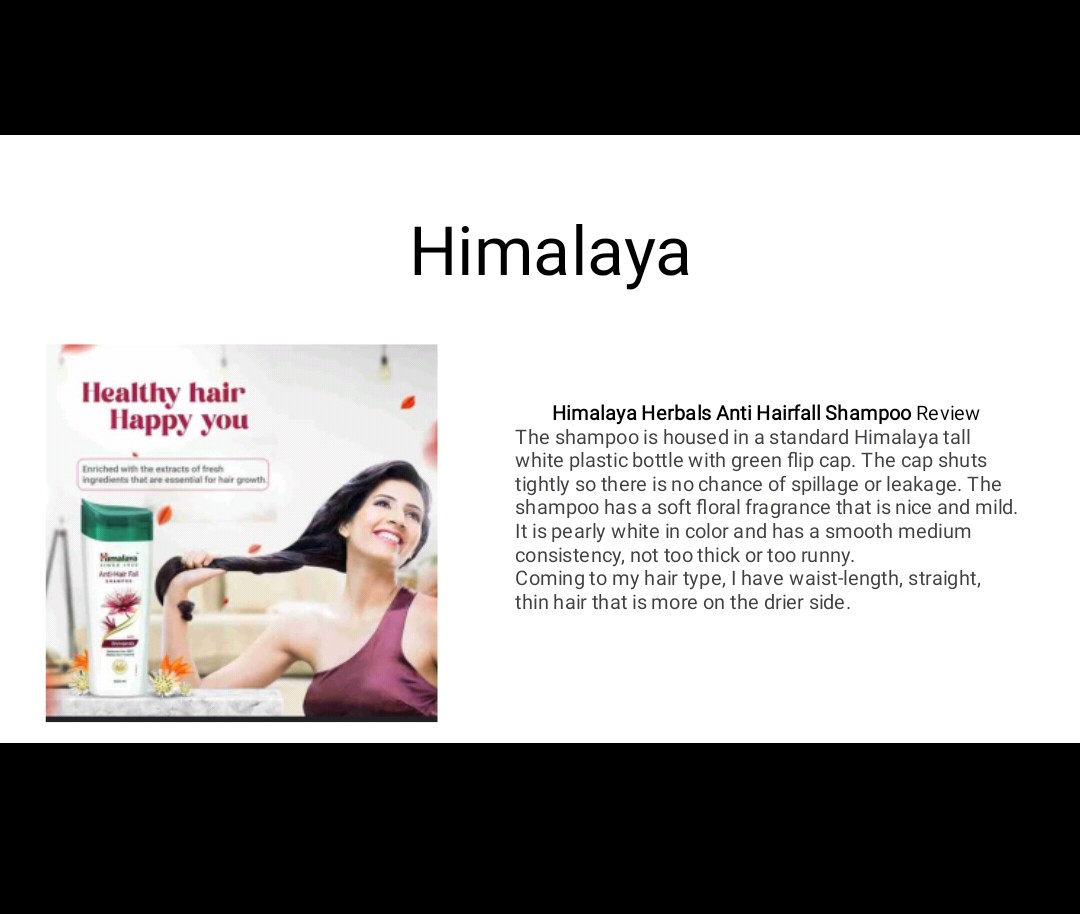 Himalaya
Healthy hair
Happy you
Enriched with the extracts of fresh
ingredients that are essential for hair growth.
Himalaya
SINCE 1930
Anti-Hair Fall
SHAMPOO
Himalaya Herbals Anti Hairfall Shampoo Review
The shampoo is housed in a standard Himalaya tall
white plastic bottle with green flip cap. The cap shuts
tightly so there is no chance of spillage or leakage. The
shampoo has a soft floral fragrance that is nice and mild.
It is pearly white in color and has a smooth medium
consistency, not too thick or too runny.
Coming to my hair type, I have waist-length, straight,
thin hair that is more on the drier side.